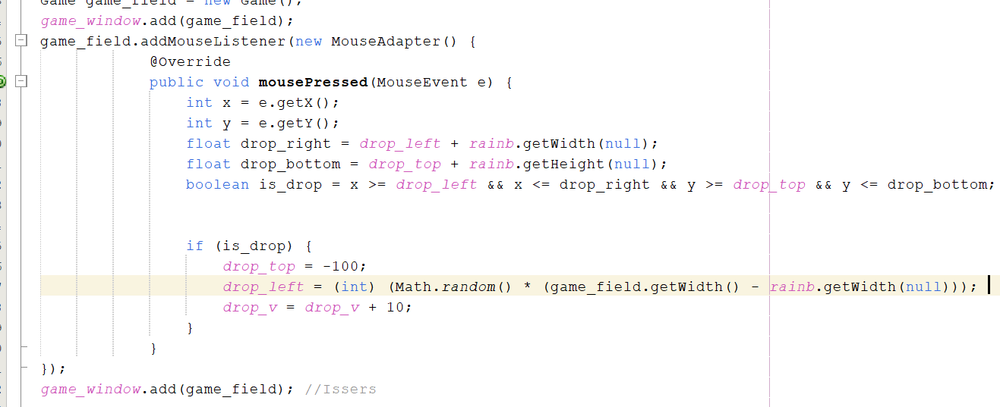 Game game_field = new Game();
game_window.add(game_field);
game_field.addMouseListener(new MouseAdapter() {
@Override
public void mousePressed(MouseEvent e) {
int x = e.getX();
int y = e.getY();
float drop_right = drop_left + rainb.getWidth(null);
float drop_bottom = drop_top + rainb.getHeight(null);
boolean is_drop = x >= drop_left && x <= drop_right && y >= drop_top && y <= drop_bottom;
if (is_drop) {
drop_top = -100;
drop_left = (int) (Math.random() * (game_field.getWidth() - rainb.getWidth(null)));
drop_v = drop_v + 10;
}
}
});
game_window.add(game_field); //Issers